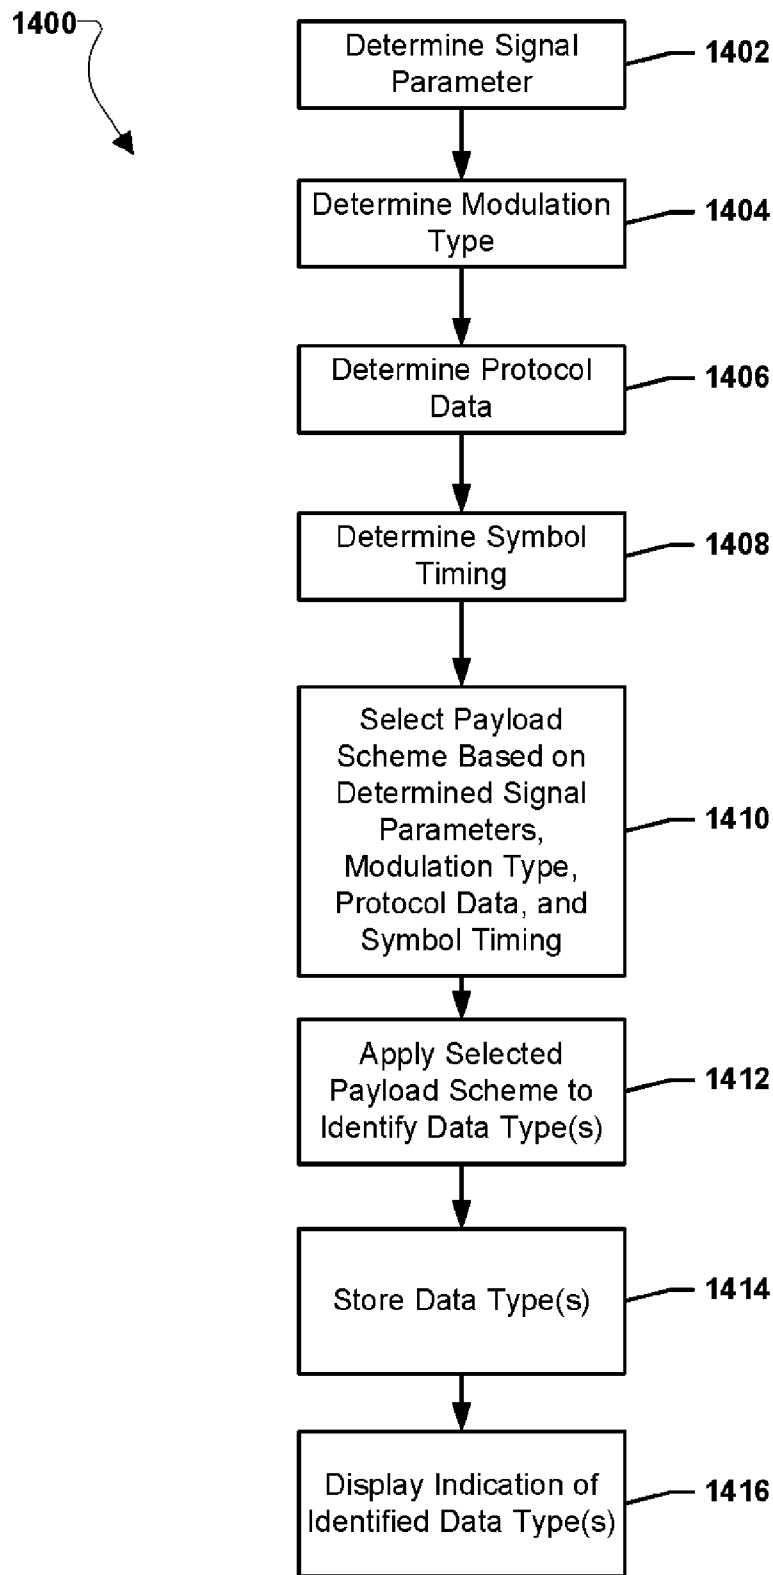 1400
Determine Signal
Parameter
1402
Determine Modulation
Type
1404
Determine Protocol
Data
1406
Determine Symbol
Timing
1408
Select Payload
Scheme Based on
Determined Signal
Parameters,
Modulation Type,
Protocol Data, and
Symbol Timing
1410
Apply Selected
Payload Scheme to
Identify Data Type(s)
1412
Store Data Type(s)
1414
Display Indication of
Identified Data Type(s)
1416